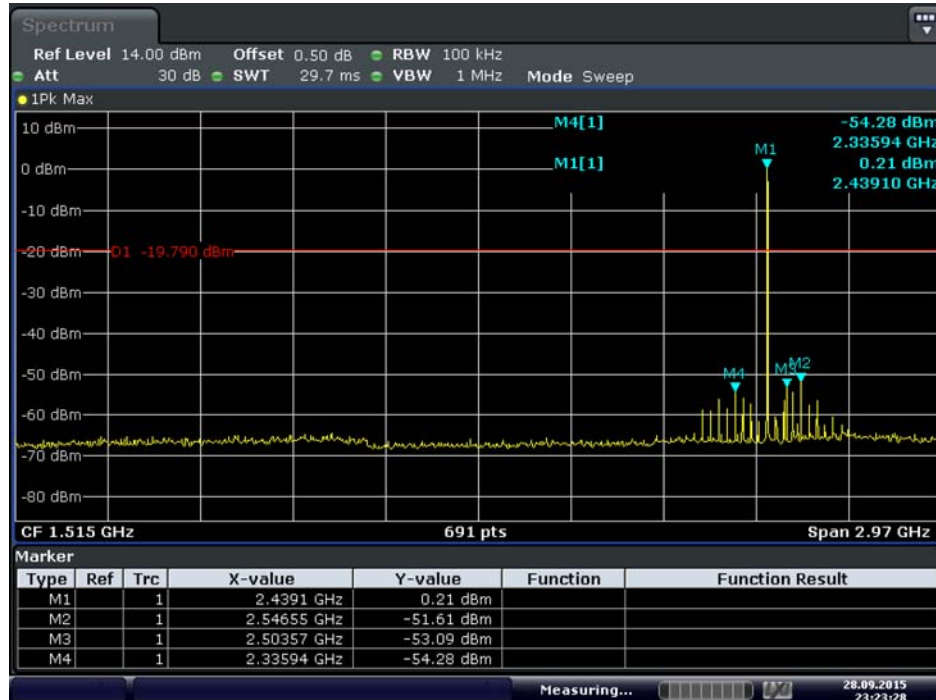 Spectrum
Ref Level 14.00 dBm Offset 0.50 dB RBW 100 kHz
Att 30 dB SWT 29.7 ms VBW 1 MHz Mode Sweep
1Pk Max
10 dBm
M4[1] -54.28 dBm
2.33594 GHz
M1
0 dBm
M1[1] 0.21 dBm
2.43910 GHz
-10 dBm
-20 dBm D1 -19.790 dBm
-30 dBm
-40 dBm
-50 dBm
M4 M3 M2
-60 dBm
-70 dBm
-80 dBm
CF 1.515 GHz 691 pts Span 2.97 GHz
Marker
Type Ref Trc X-value Y-value Function Function Result
M1 1 2.4391 GHz 0.21 dBm
M2 1 2.54655 GHz -51.61 dBm
M3 1 2.50357 GHz -53.09 dBm
M4 1 2.33594 GHz -54.28 dBm
Measuring... 28.09.2015
23:23:28